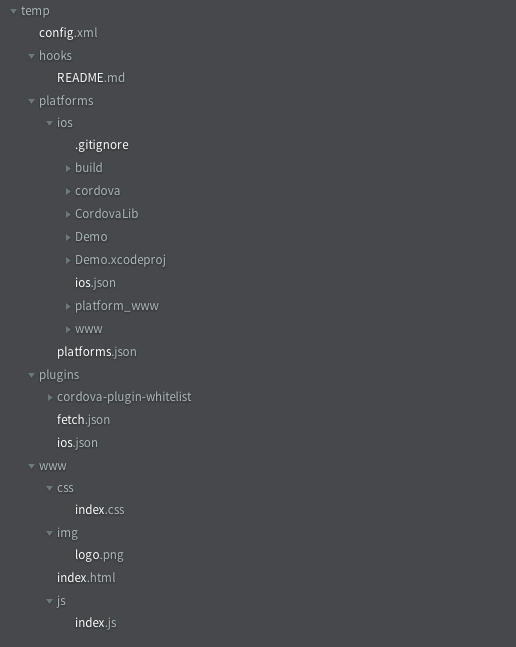 temp
config.xml
hooks
README.md
platforms
ios
.gitignore
build
cordova
CordovaLib
Demo
Demo.xcodeproj
ios.json
platform_www
www
platforms.json
plugins
cordova-plugin-whitelist
fetch.json
ios.json
www
css
index.css
img
logo.png
index.html
js
index.js